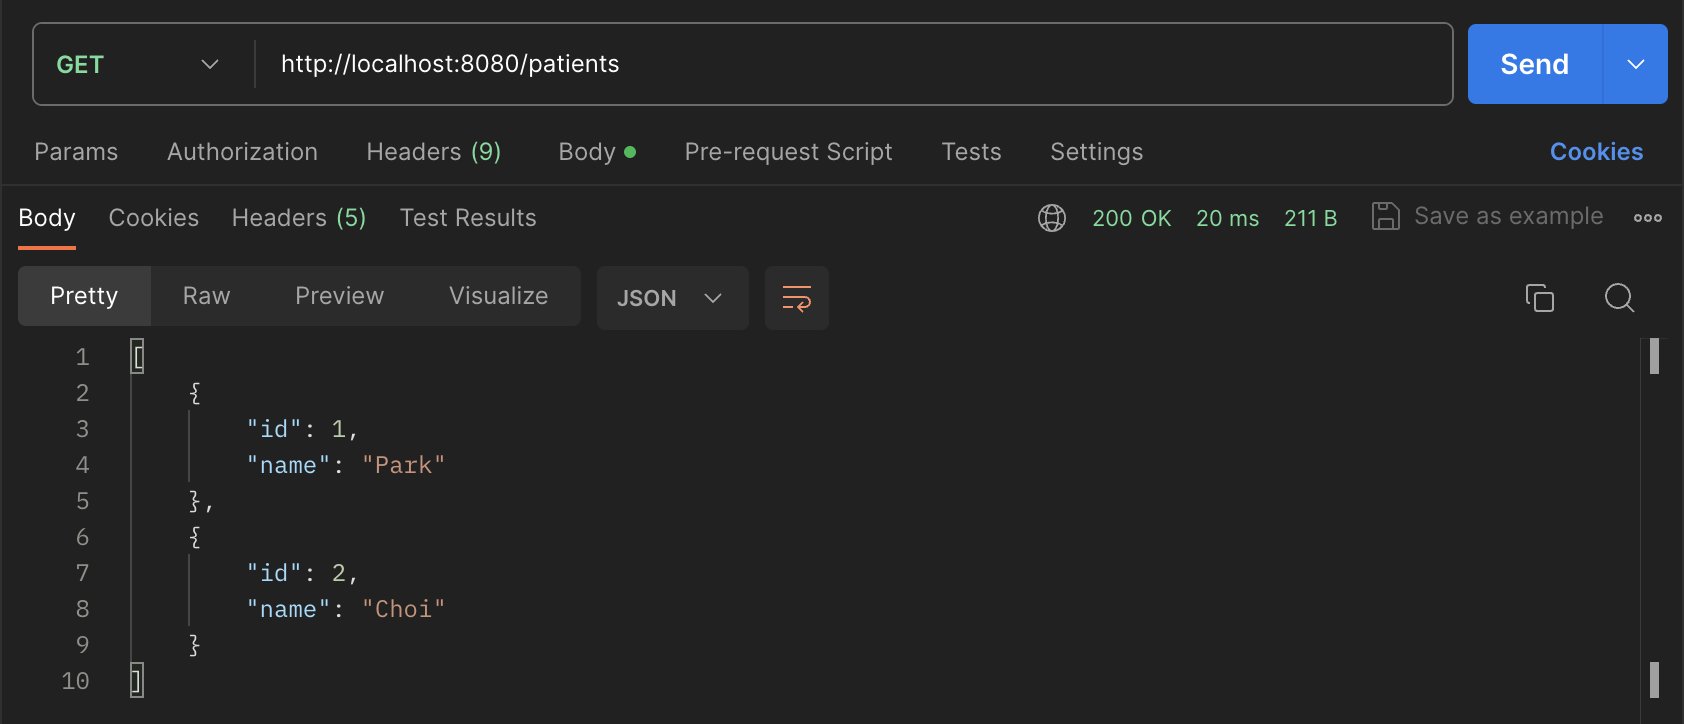 GET http://localhost:8080/patients Send
Params Authorization Headers (9) Body Pre-request Script Tests Settings Cookies
Body Cookies Headers (5) Test Results 200 OK 20 ms 211 B Save as example
Pretty Raw Preview Visualize JSON
1 [
2 {
3 "id": 1,
4 "name": "Park"
5 },
6 {
7 "id": 2,
8 "name": "Choi"
9 }
10 ]